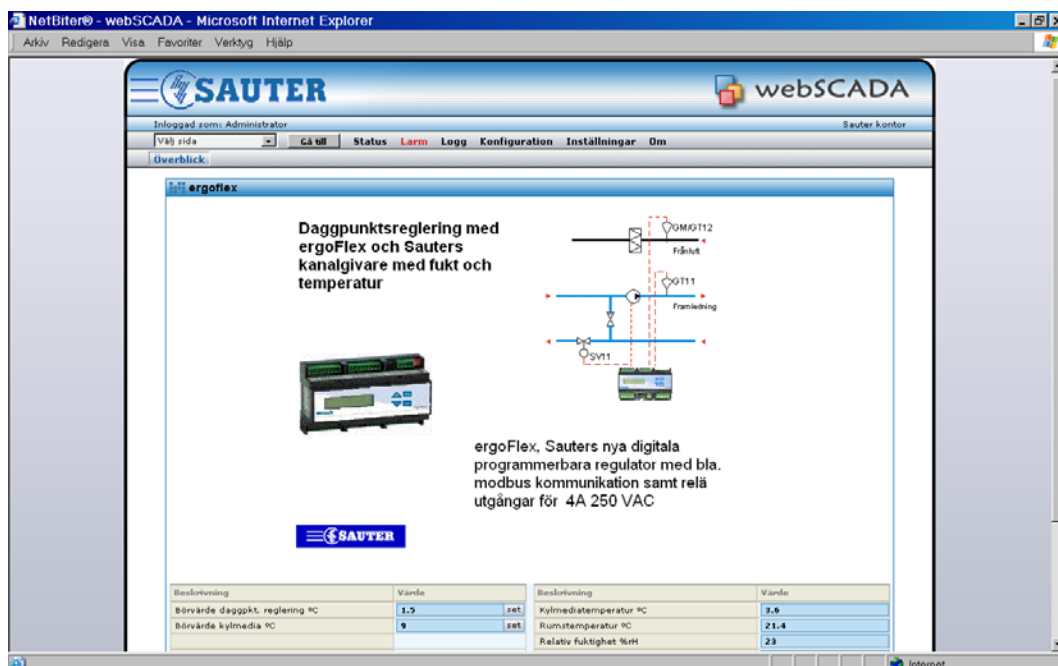 NetBiter® - webSCADA - Microsoft Internet Explorer
Arkiv Redigera Visa Favoriter Verktyg Hjälp
SAUTER
webSCADA
Inloggad som: Administrator
Sauter kontor
Välj sida Gå till Status Larm Logg Konfiguration Inställningar Om
Överblick
ergoflex
Daggpunktsreglering med
ergoFlex och Sauters
kanalgivare med fukt och
temperatur
GM/GT12
Frånluft
GT11
Framledning
SV11
ergoFlex, Sauters nya digitala
programmerbara regulator med bla.
modbus kommunikation samt relä
utgångar för 4A 250 VAC
SAUTER
Beskrivning Värde
Börvärde daggpkt. reglering ºC 1.5 set
Börvärde kylmedia ºC 9 set
Beskrivning Värde
Kylmediatemperatur ºC 3.6
Rumstemperatur ºC 21.4
Relativ fuktighet %rH 23
Internet